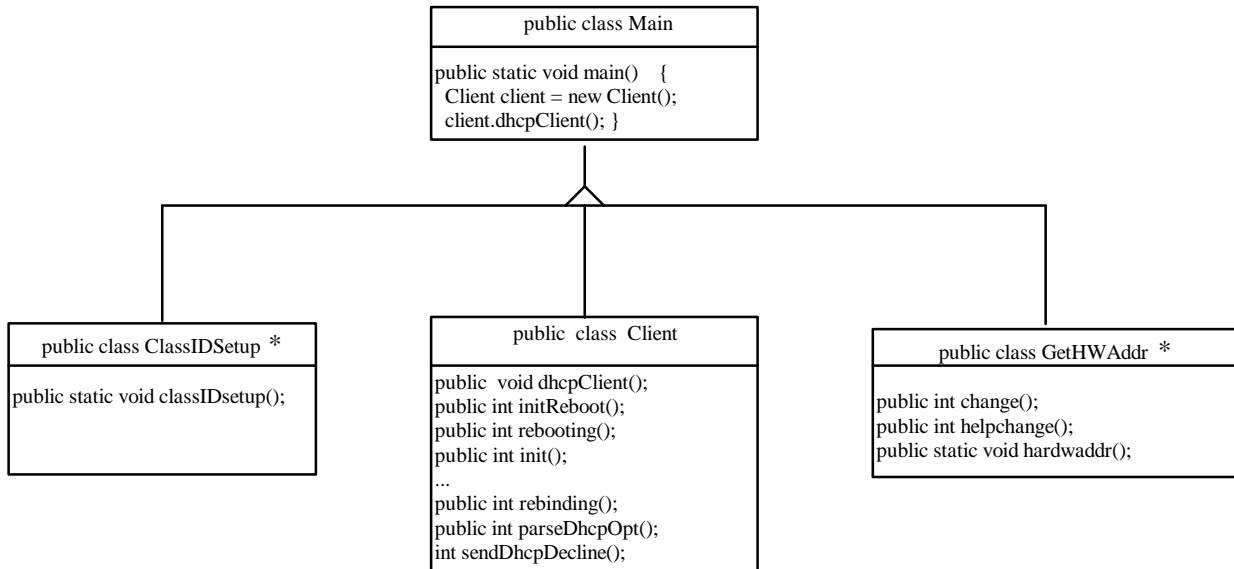 public class Main
public static void main() {
Client client = new Client();
client.dhcpClient(); }
public class ClassIDSetup *
public static void classIDsetup();
public class Client
public void dhcpClient();
public int initReboot();
public int rebooting();
public int init();
...
public int rebinding();
public int parseDhcpOpt();
int sendDhcpDecline();
public class GetHWAddr *
public int change();
public int helpchange();
public static void hardwaddr();